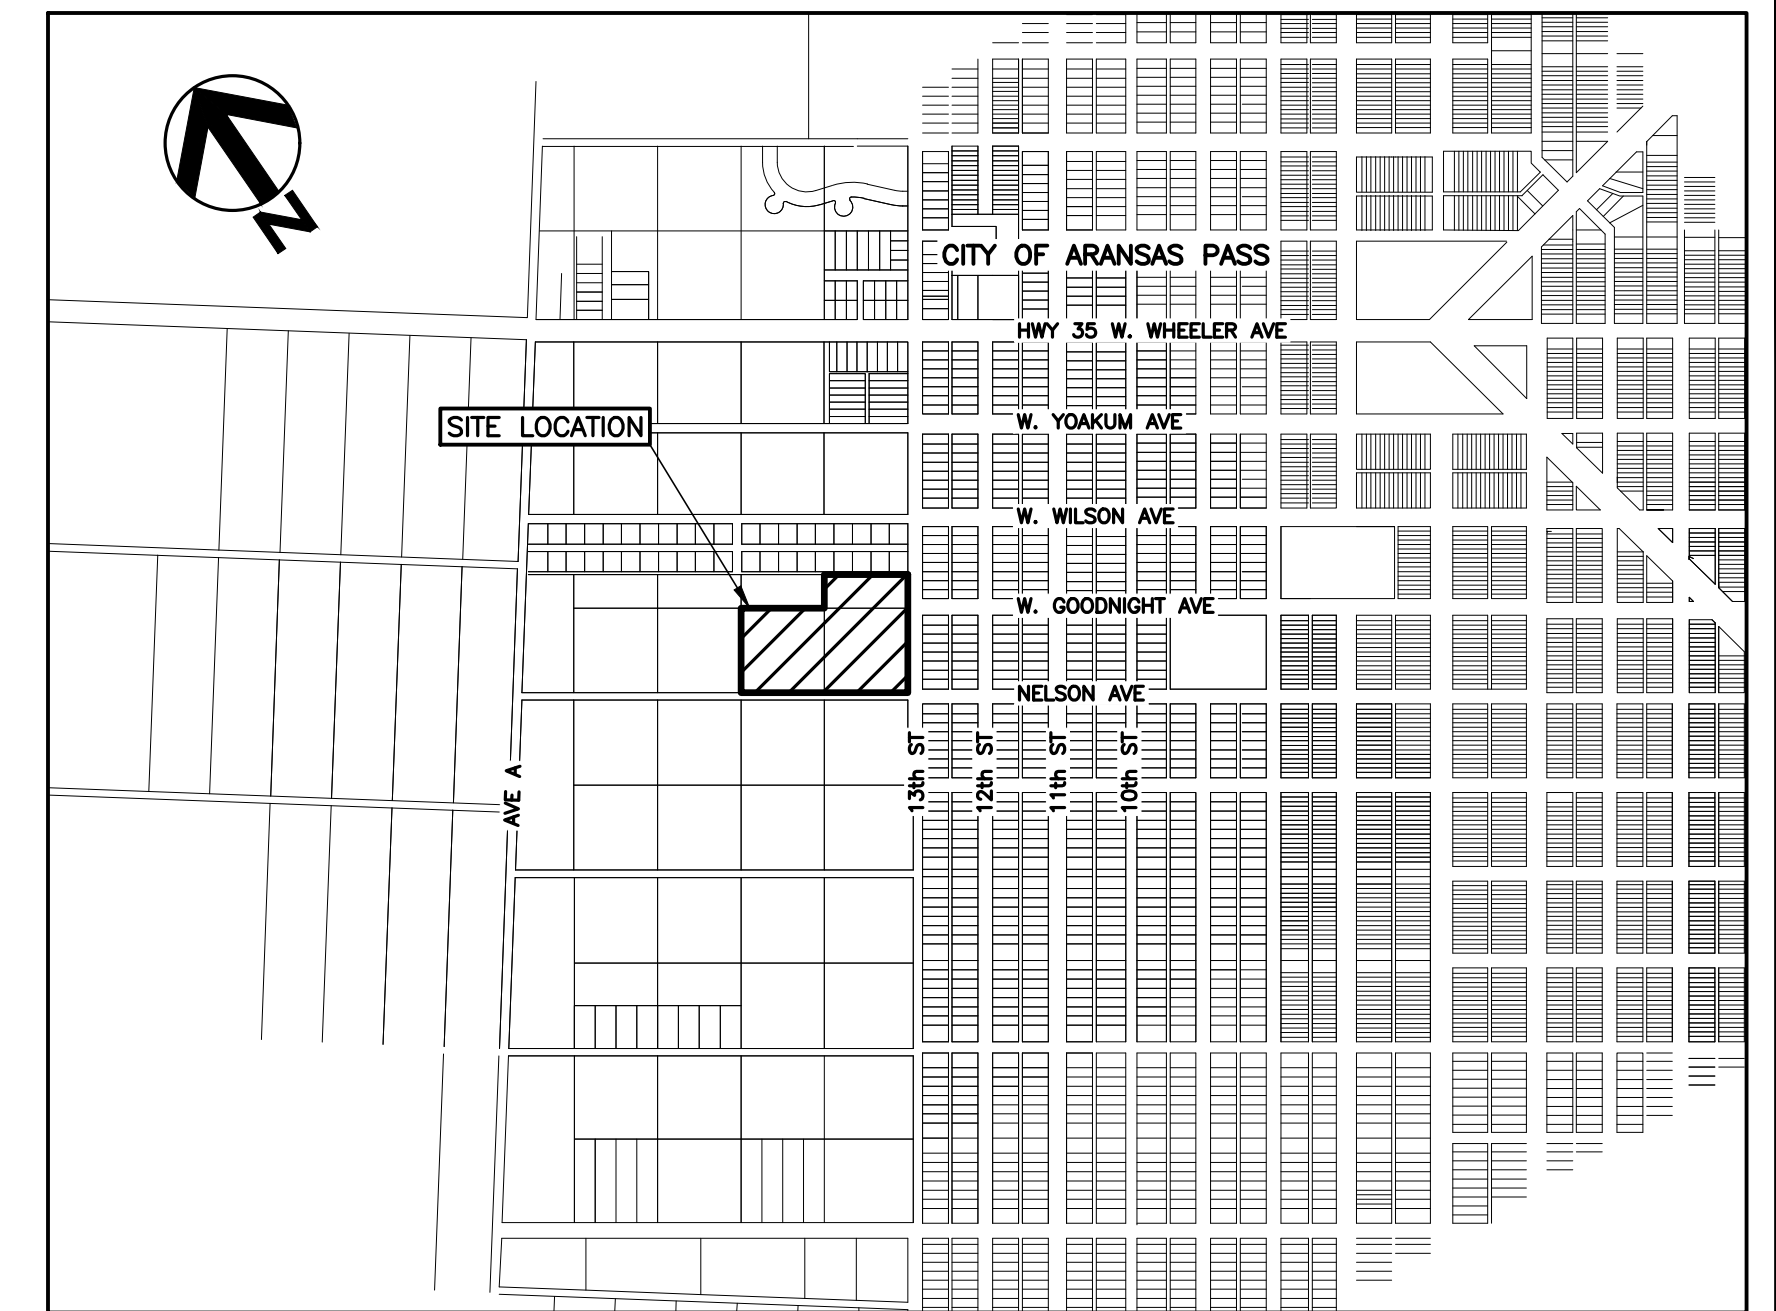 N
CITY OF ARANSAS PASS
HWY 35 W. WHEELER AVE
W. YOAKUM AVE
SITE LOCATION
W. WILSON AVE
W. GOODNIGHT AVE
NELSON AVE
AVE A
13th ST
12th ST
11th ST
10th ST